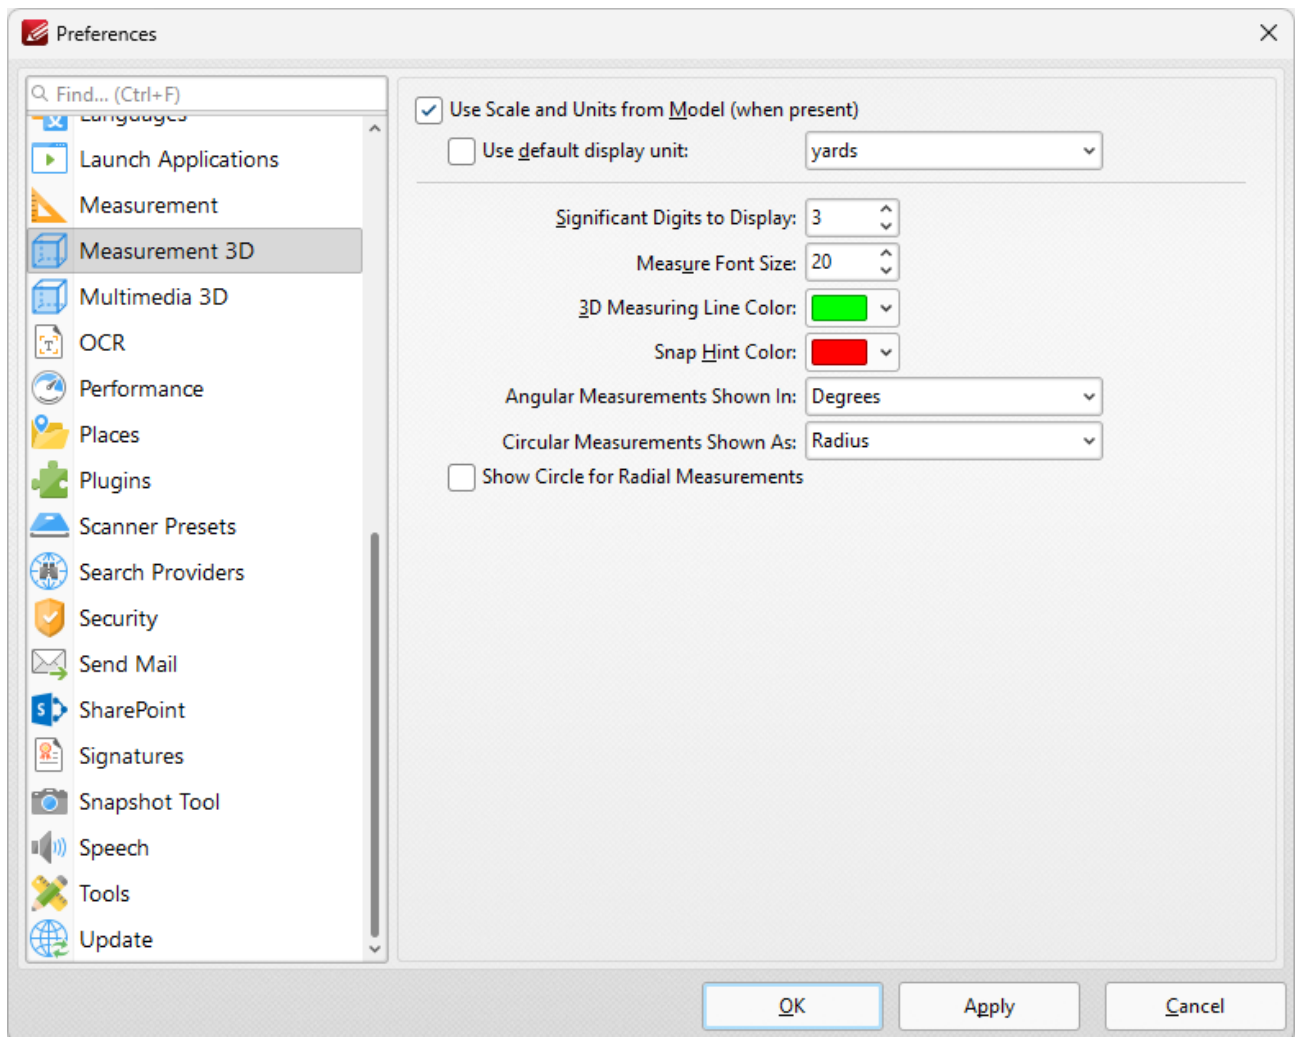 Preferences
Find... (Ctrl+F)
Languages
Launch Applications
Measurement
Measurement 3D
Multimedia 3D
OCR
Performance
Places
Plugins
Scanner Presets
Search Providers
Security
Send Mail
SharePoint
Signatures
Snapshot Tool
Speech
Tools
Update
Use Scale and Units from Model (when present)
Use default display unit: yards
Significant Digits to Display: 3
Measure Font Size: 20
3D Measuring Line Color:
Snap Hint Color:
Angular Measurements Shown In: Degrees
Circular Measurements Shown As: Radius
Show Circle for Radial Measurements
OK Apply Cancel